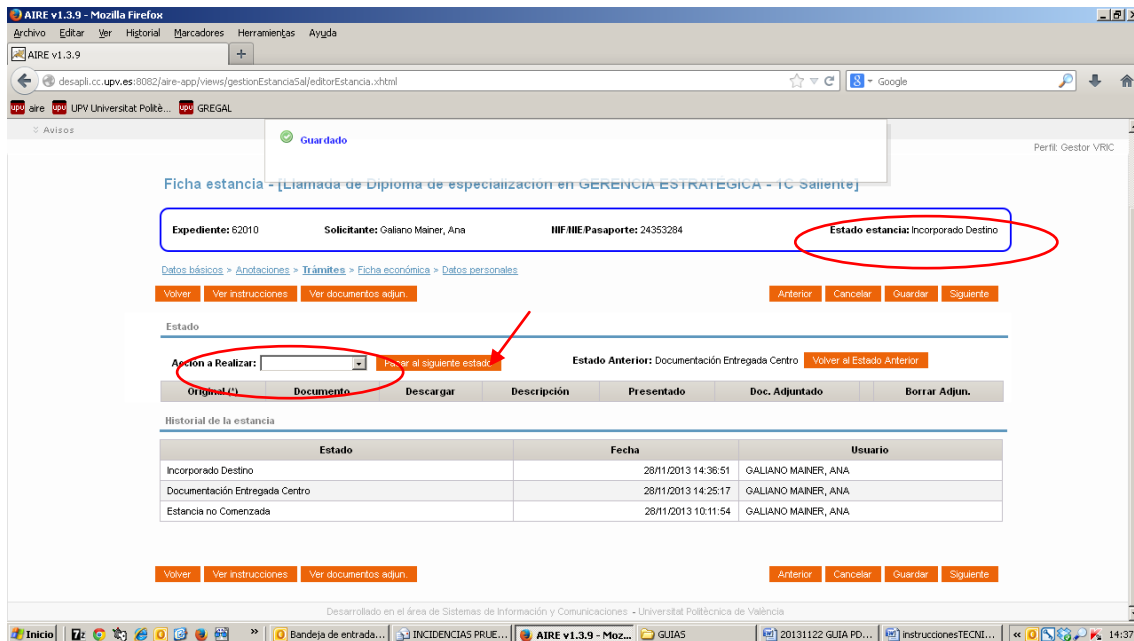 AIRE v1.3.9 - Mozilla Firefox
Archivo Editar Ver Historial Marcadores Herramientas Ayuda
AIRE v1.3.9
desapli.cc.upv.es:8082/aire-app/views/gestionEstanciaSal/editorEstancia.xhtml Google
aire UPV Universitat Politè... GREGAL
Avisos
Guardado
Perfil: Gestor VRIC
Ficha estancia - [Llamada de Diploma de especialización en GERENCIA ESTRATEGICA - 1C Saliente]
Expediente: 62010 Solicitante: Galiano Mainer, Ana NIF/NIE/Pasaporte: 24353284 Estado estancia: Incorporado Destino
Datos básicos » Anotaciones » Trámites » Ficha económica » Datos personales
Volver Ver instrucciones Ver documentos adjun. Anterior Cancelar Guardar Siguiente
Estado
Acción a Realizar: Pasar al siguiente estado Estado Anterior: Documentación Entregada Centro Volver al Estado Anterior
Original (*) Documento Descargar Descripción Presentado Doc. Adjuntado Borrar Adjun.
Historial de la estancia
Estado Fecha Usuario
Incorporado Destino 28/11/2013 14:36:51 GALIANO MAINER, ANA
Documentación Entregada Centro 28/11/2013 14:25:17 GALIANO MAINER, ANA
Estancia no Comenzada 28/11/2013 10:11:54 GALIANO MAINER, ANA
Volver Ver instrucciones Ver documentos adjun. Anterior Cancelar Guardar Siguiente
Desarrollado en el área de Sistemas de Información y Comunicaciones - Universitat Politècnica de València
Inicio Bandeja de entrada... INCIDENCIAS PRUE... AIRE v1.3.9 - Moz... GUIAS 20131122 GUIA PD... instruccionesTECNI... 14:37